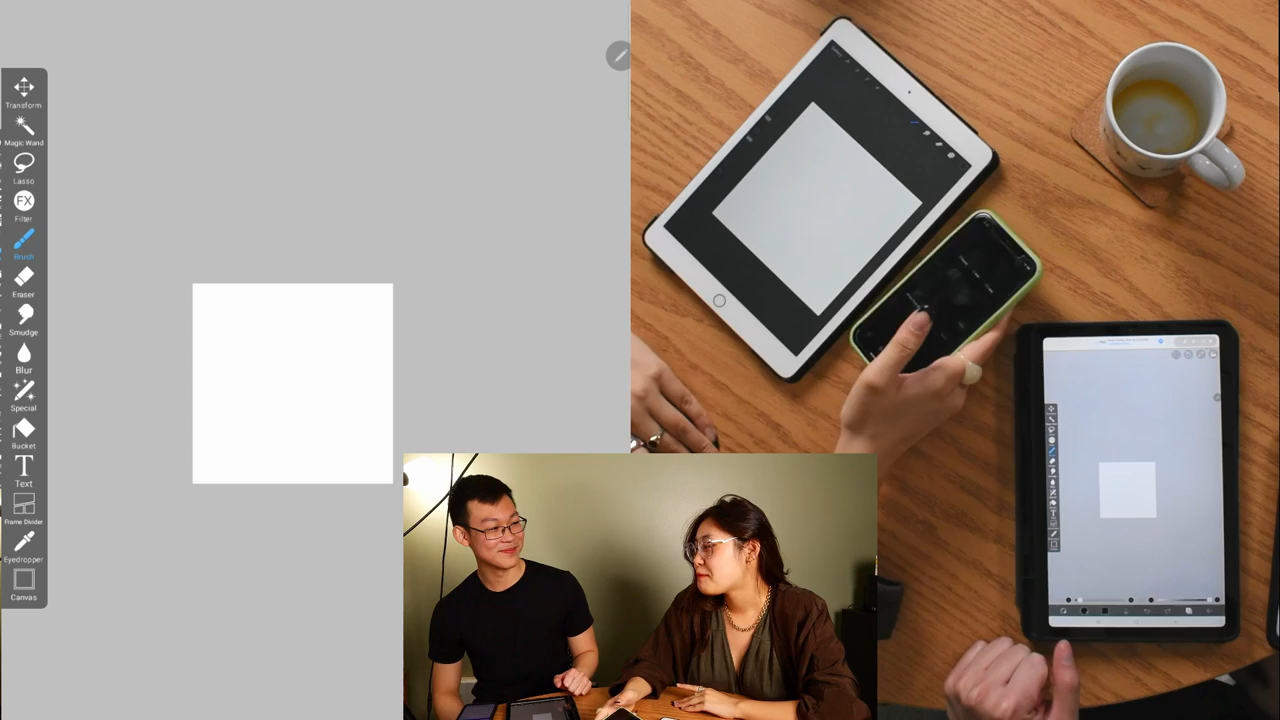 Transform
Magic Wand
Lasso
FX
Filter
Brush
Eraser
Smudge
Blur
Special
Bucket
T
Text
Frame Divider
Eyedropper
Canvas